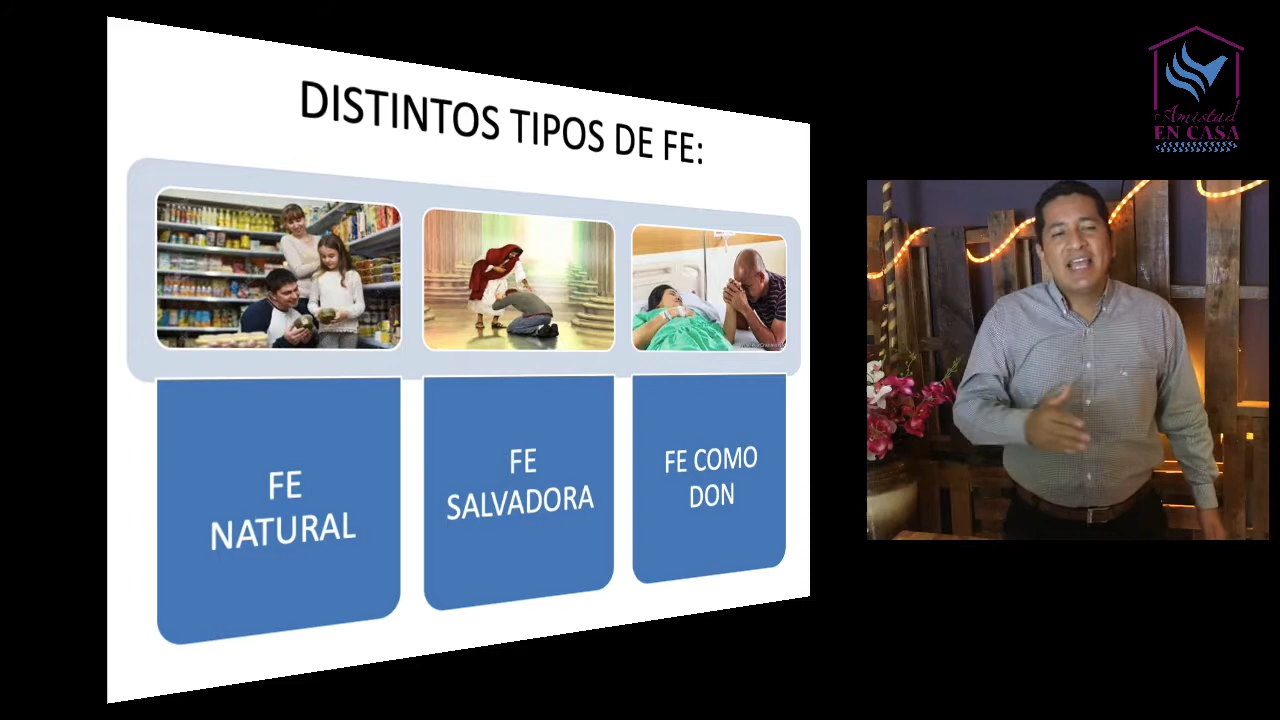 DISTINTOS TIPOS DE FE:
FE
NATURAL
FE
SALVADORA
FE COMO
DON
Amistad
EN CASA